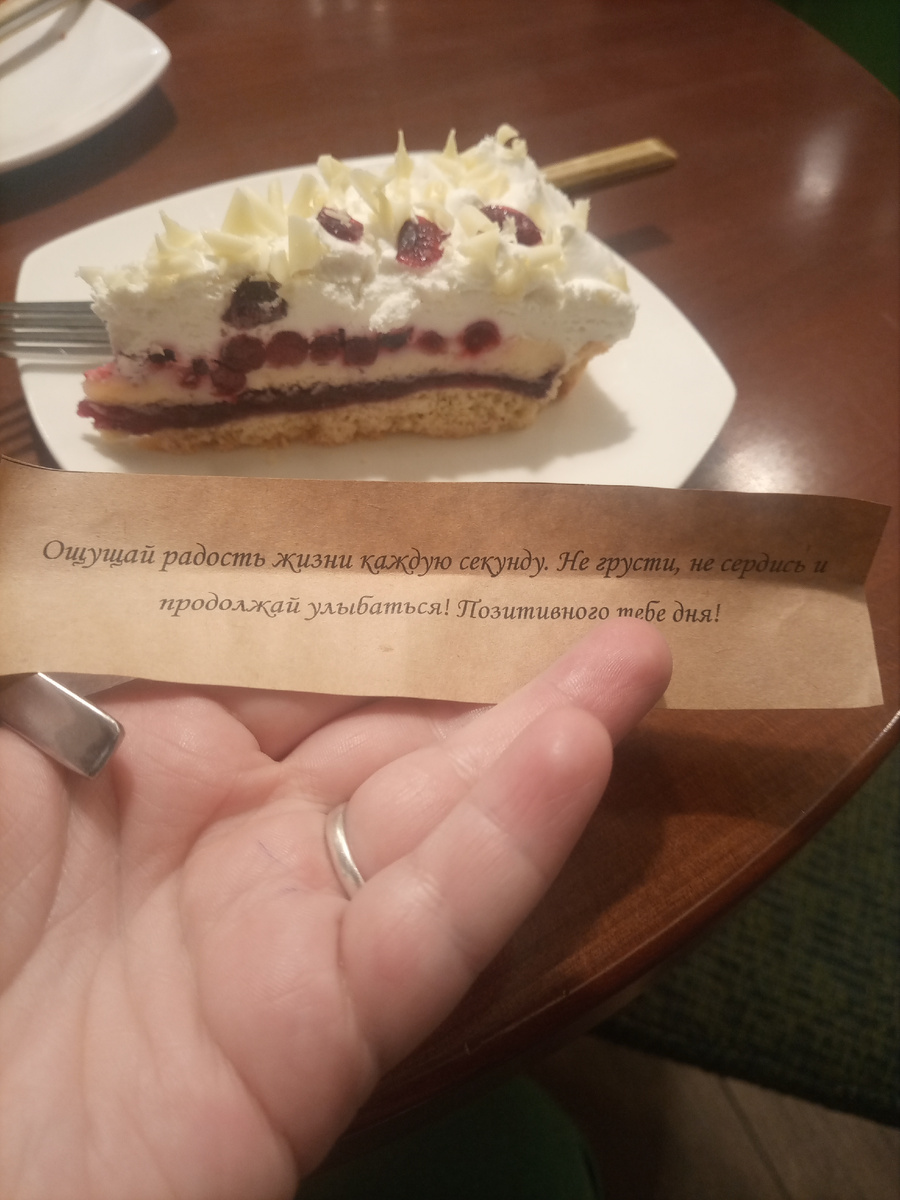 Ощущай радость жизни каждую секунду. Не грусти, не сердись и
продолжай улыбаться! Позитивного тебе дня!